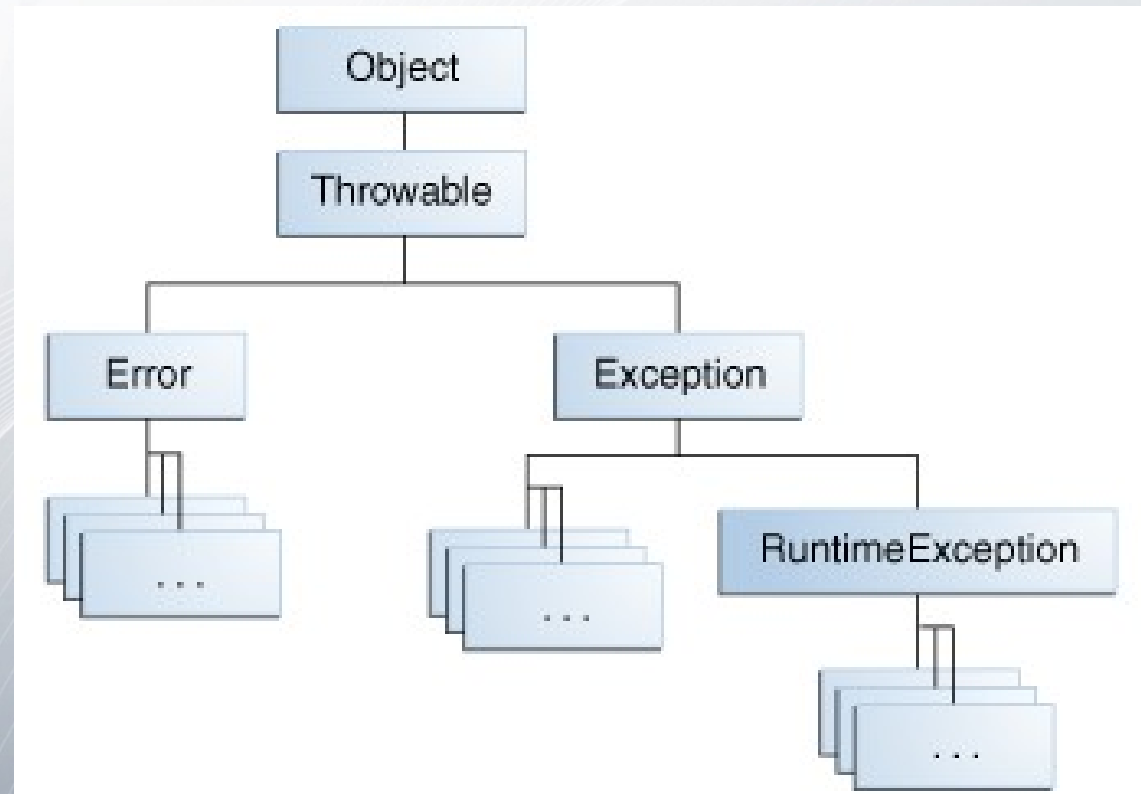 Object
Throwable
Error
Exception
...
...
RuntimeException
...